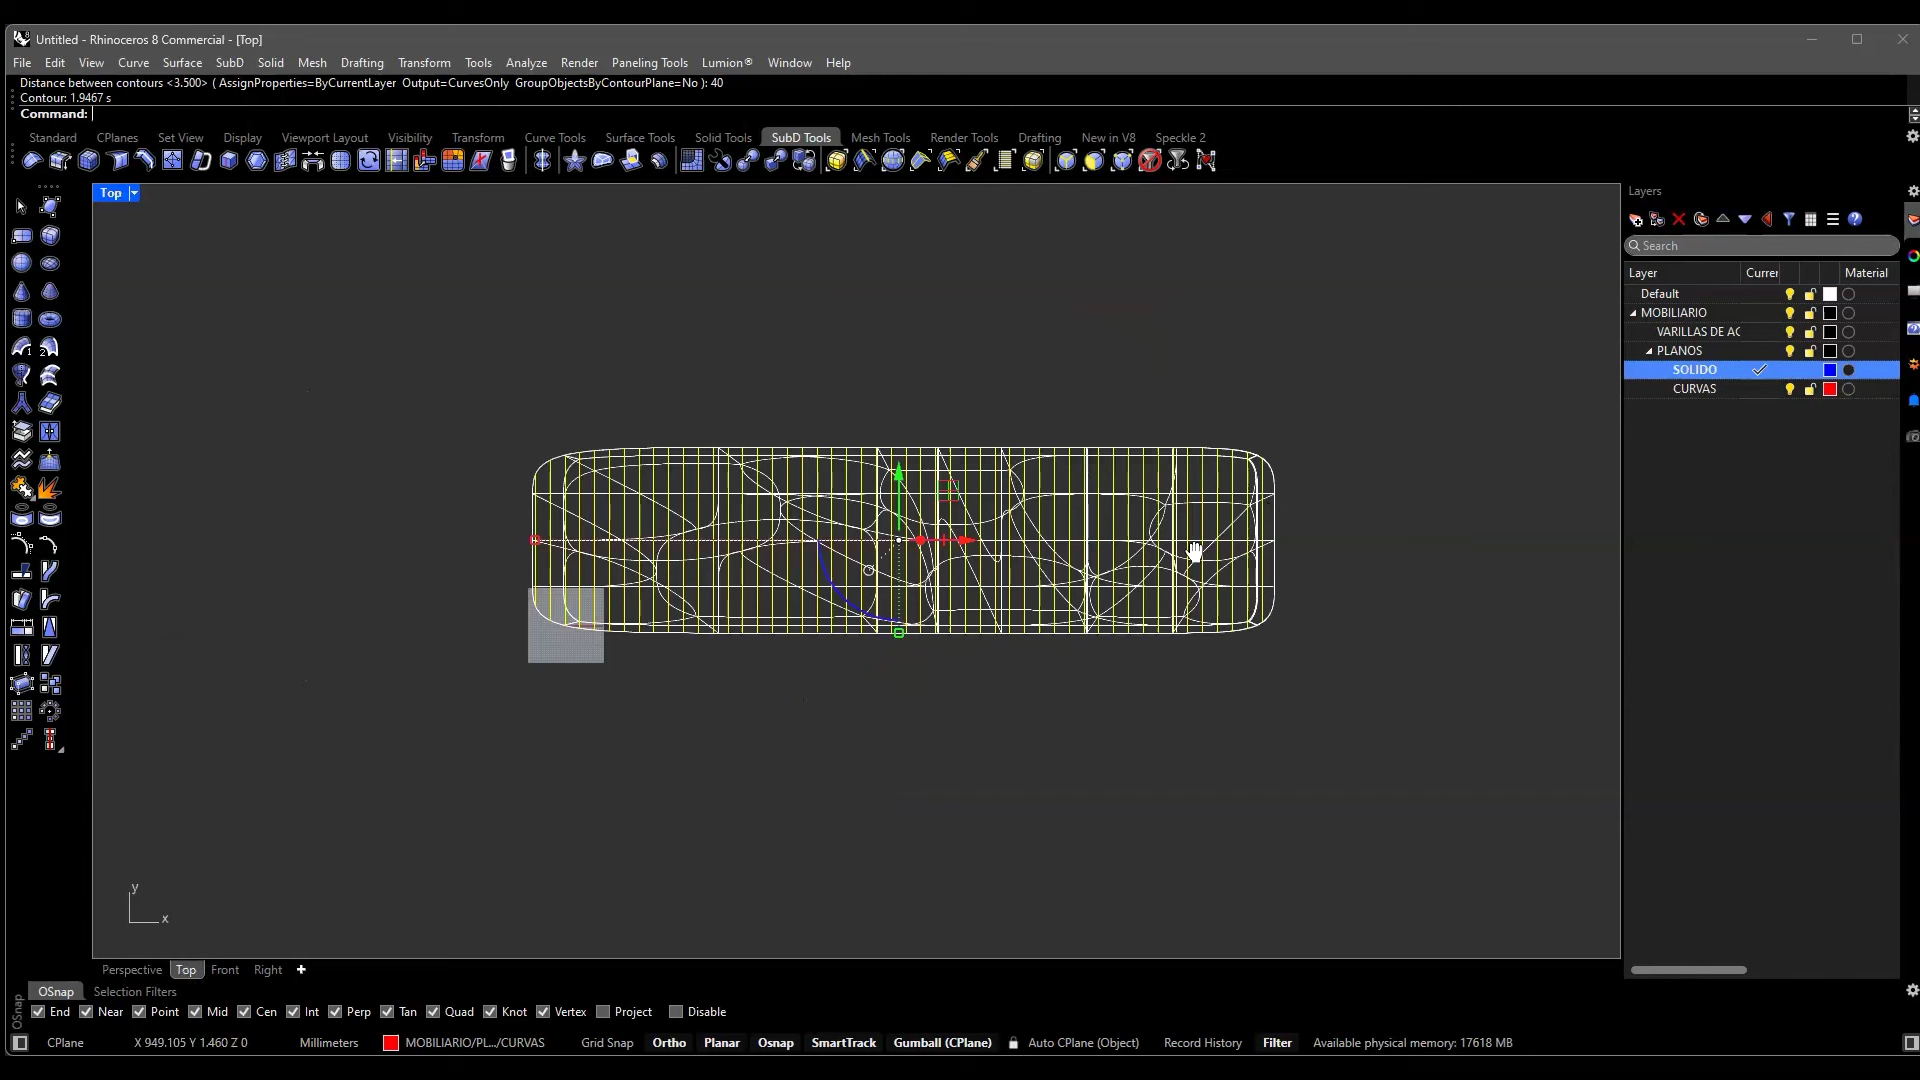 Untitled - Rhinoceros 8 Commercial - [Top]
File Edit View Curve Surface SubD Solid Mesh Drafting Transform Tools Analyze Render Paneling Tools Lumion® Window Help
Distance between contours <3.500> ( AssignProperties=ByCurrentLayer Output=CurvesOnly GroupObjectsByContourPlane=No ): 40
Contour: 1.9467 s
Command:
Standard CPlanes Set View Display Viewport Layout Visibility Transform Curve Tools Surface Tools Solid Tools SubD Tools Mesh Tools Render Tools Drafting New in V8 Speckle 2
Top
Layers
Search
Layer Currer Material
Default
MOBILIARIO
VARILLAS DE AC
PLANOS
SOLIDO
CURVAS
y
x
Perspective Top Front Right
OSnap Selection Filters
OSnap
End Near Point Mid Cen Int Perp Tan Quad Knot Vertex Project Disable
CPlane X 949.105 Y 1.460 Z 0 Millimeters MOBILIARIO/PL.../CURVAS Grid Snap Ortho Planar Osnap SmartTrack Gumball (CPlane) Auto CPlane (Object) Record History Filter Available physical memory: 17618 MB